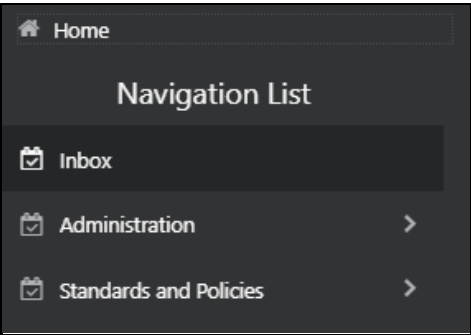 Home
Navigation List
Inbox
Administration
Standards and Policies